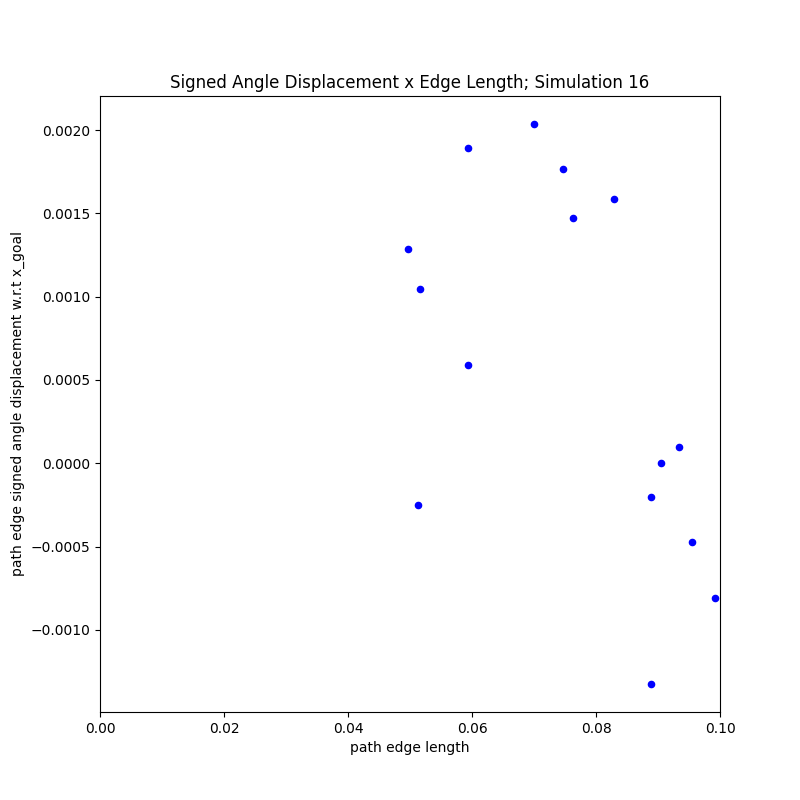 Signed Angle Displacement x Edge Length; Simulation 16
0.0020
0.0015
0.0010
0.0005
0.0000
−0.0005
−0.0010
path edge signed angle displacement w.r.t x_goal
0.00 0.02 0.04 0.06 0.08 0.10
path edge length